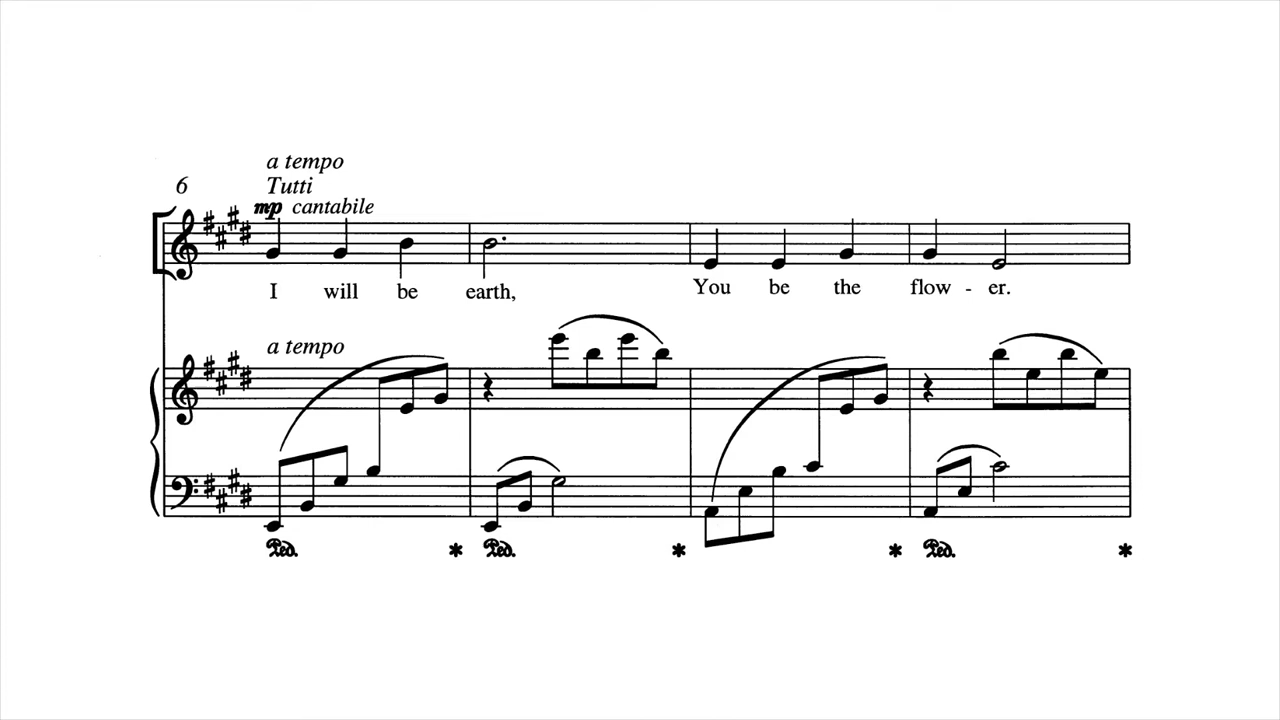 a tempo
6 Tutti
mp cantabile
I will be earth, You be the flow - er.
a tempo
Ped. * Ped. * * Ped. *